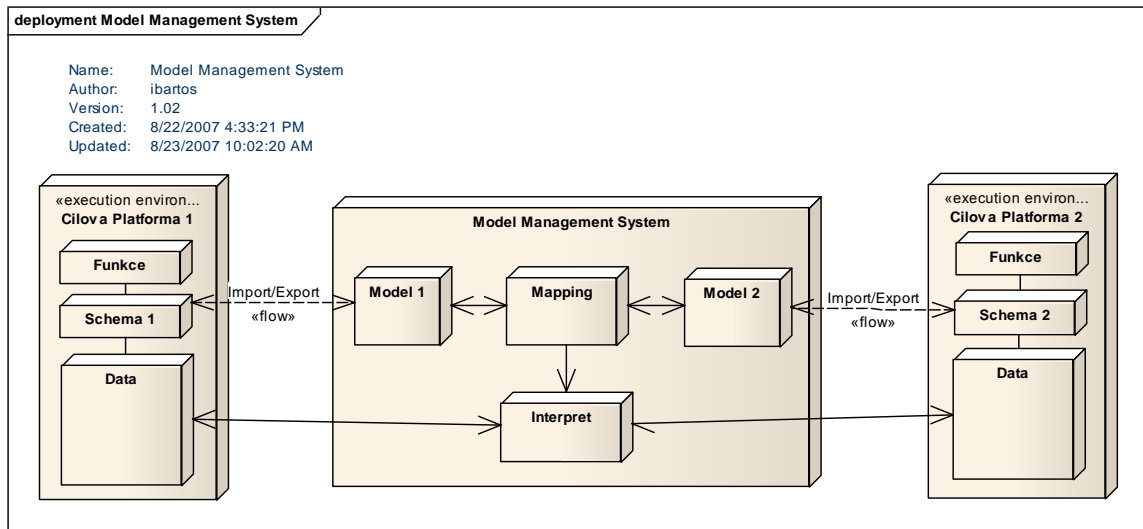 deployment Model Management System
Name: Model Management System
Author: ibartos
Version: 1.02
Created: 8/22/2007 4:33:21 PM
Updated: 8/23/2007 10:02:20 AM
«execution environ...
Cilova Platforma 1
Funkce
Schema 1
Data
Import/Export
«flow»
Model Management System
Model 1
Mapping
Model 2
Interpret
Import/Export
«flow»
«execution environ...
Cilova Platforma 2
Funkce
Schema 2
Data